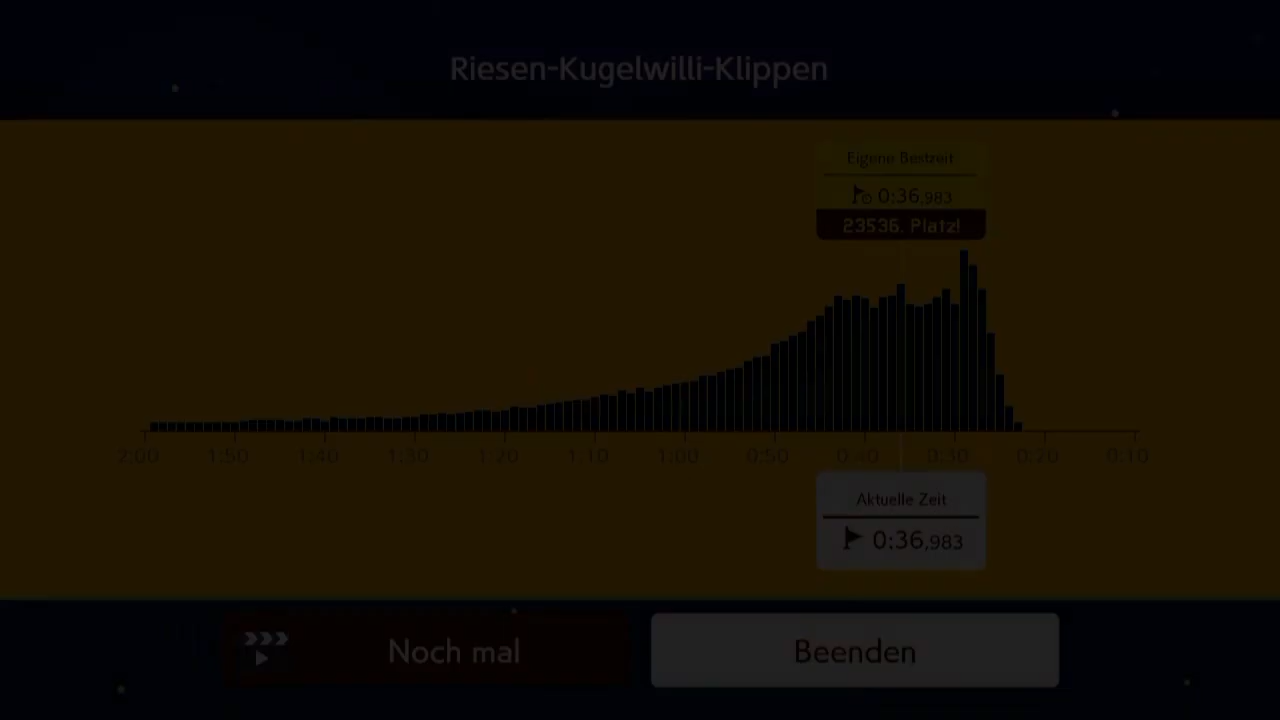 Riesen-Kugelwilli-Klippen
Eigene Bestzeit
0:36,983
23536. Platz!
2:00 1:50 1:40 1:30 1:20 1:10 1:00 0:50 0:40 0:30 0:20 0:10
Aktuelle Zeit
0:36,983
Noch mal
Beenden